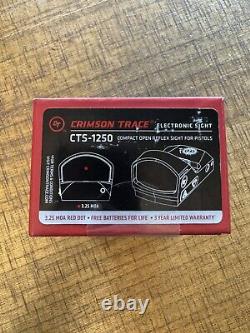 CRIMSON TRACE ELECTRONIC SIGHT
CTS-1250 COMPACT OPEN REFLEX SIGHT FOR PISTOLS
3.25 MOA
3.25 MOA RED DOT • FREE BATTERIES FOR LIFE • 3 YEAR LIMITED WARRANTY